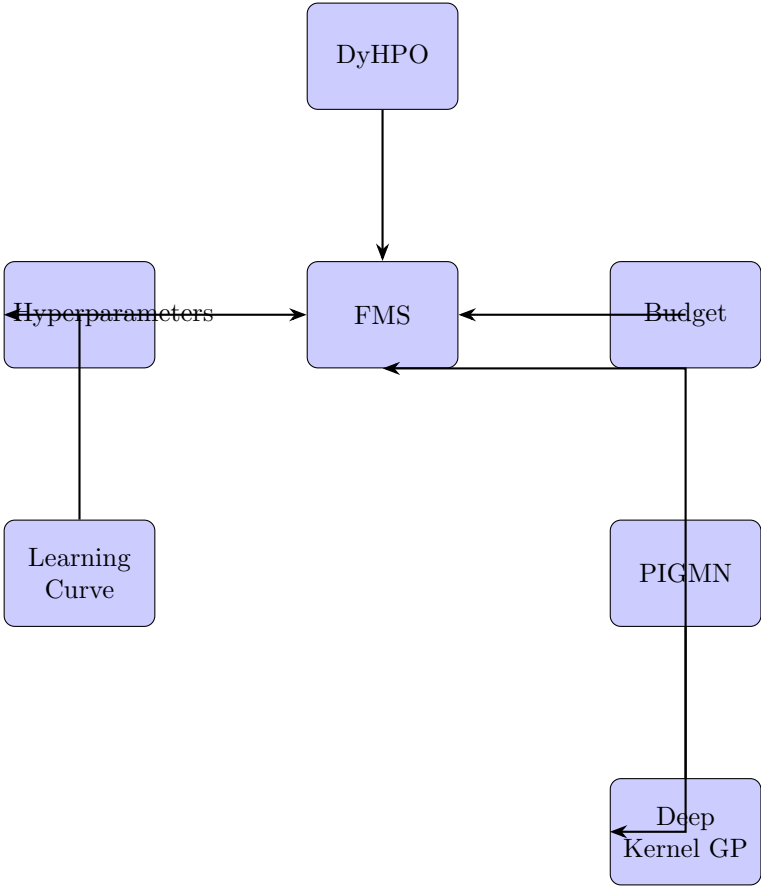 DyHPO
Hyperparameters
FMS
Budget
Learning
Curve
PIGMN
Deep
Kernel GP